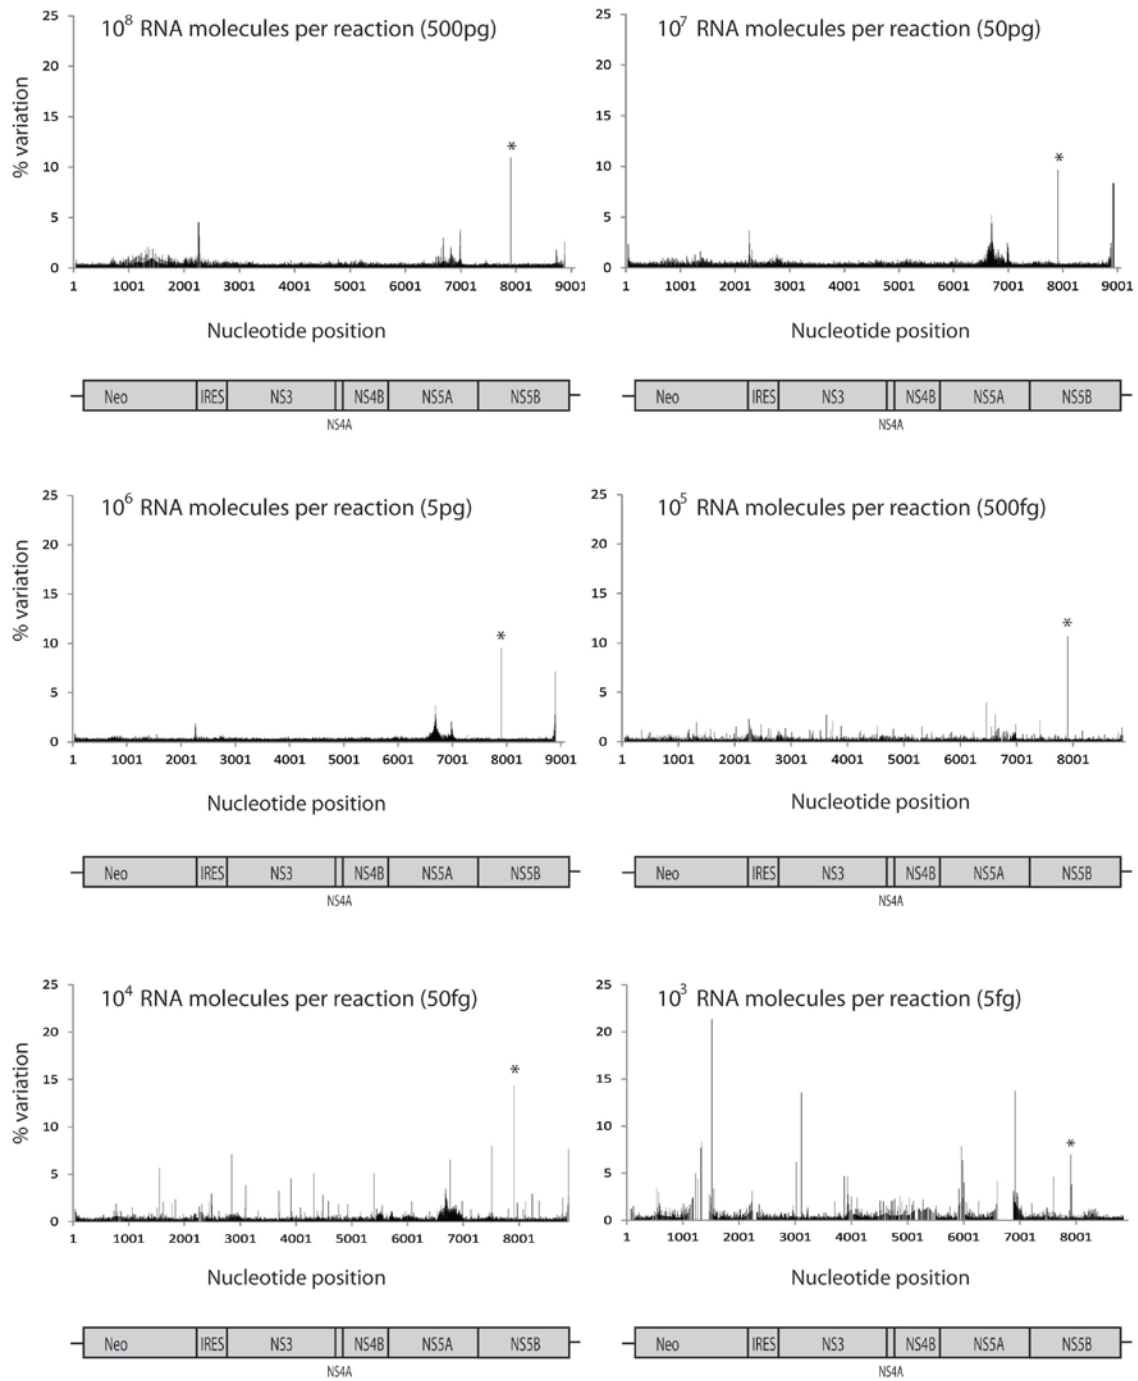 10⁸ RNA molecules per reaction (500pg)
% variation
25
20
15
10
5
0
*
1 1001 2001 3001 4001 5001 6001 7001 8001 9001
Nucleotide position
Neo IRES NS3 NS4B NS5A NS5B
NS4A
10⁷ RNA molecules per reaction (50pg)
25
20
15
10
5
0
*
1 1001 2001 3001 4001 5001 6001 7001 8001 9001
Nucleotide position
Neo IRES NS3 NS4B NS5A NS5B
NS4A
10⁶ RNA molecules per reaction (5pg)
% variation
25
20
15
10
5
0
*
1 1001 2001 3001 4001 5001 6001 7001 8001 9001
Nucleotide position
Neo IRES NS3 NS4B NS5A NS5B
NS4A
10⁵ RNA molecules per reaction (500fg)
25
20
15
10
5
0
*
1 1001 2001 3001 4001 5001 6001 7001 8001
Nucleotide position
Neo IRES NS3 NS4B NS5A NS5B
NS4A
10⁴ RNA molecules per reaction (50fg)
% variation
25
20
15
10
5
0
*
1 1001 2001 3001 4001 5001 6001 7001 8001
Nucleotide position
Neo IRES NS3 NS4B NS5A NS5B
NS4A
10³ RNA molecules per reaction (5fg)
25
20
15
10
5
0
*
1 1001 2001 3001 4001 5001 6001 7001 8001
Nucleotide position
Neo IRES NS3 NS4B NS5A NS5B
NS4A